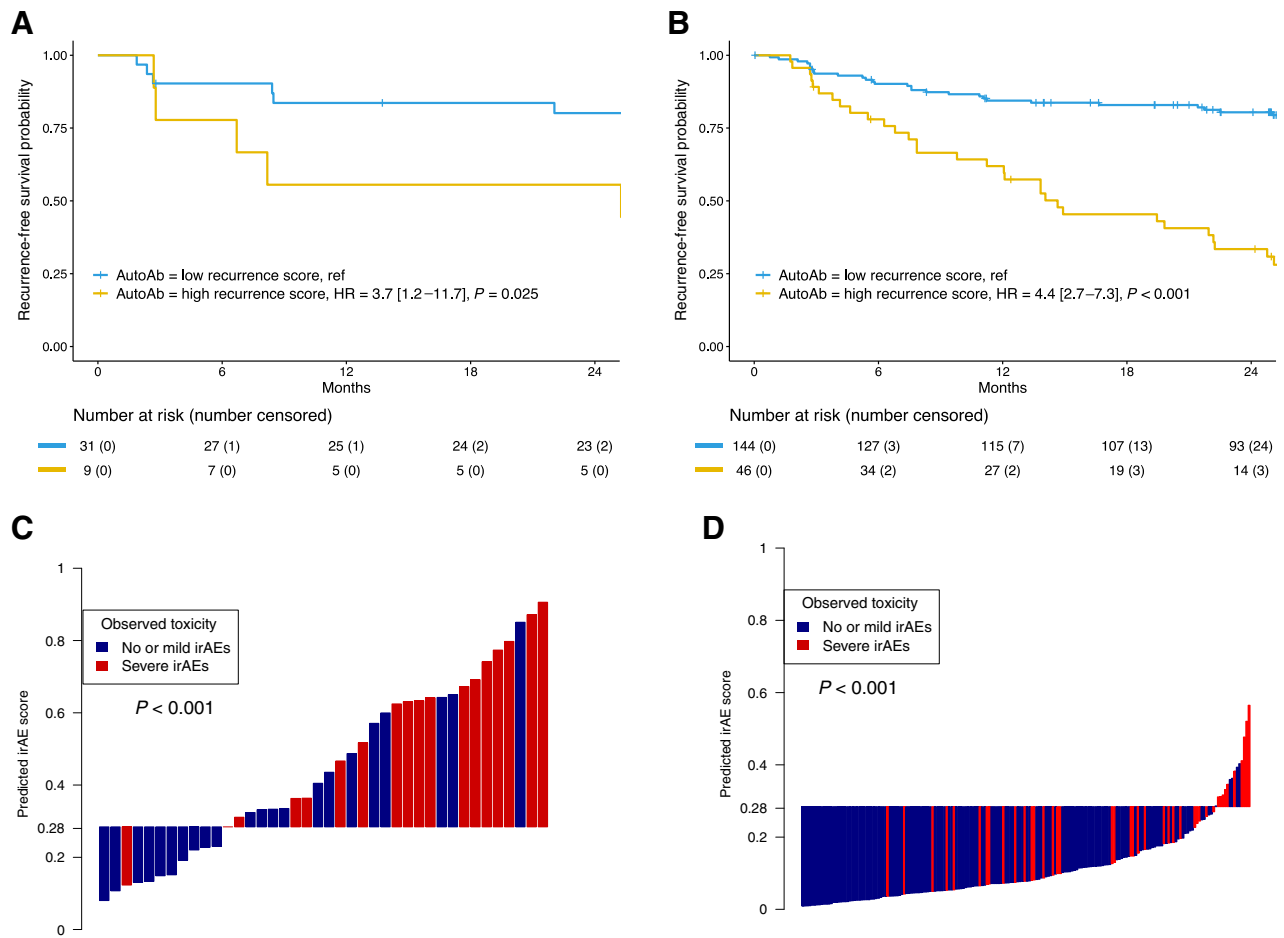 A
1.00
0.75
0.50
0.25
0.00
Recurrence-free survival probability
AutoAb = low recurrence score, ref
AutoAb = high recurrence score, HR = 3.7 [1.2–11.7], P = 0.025
0 6 12 18 24
Months
Number at risk (number censored)
31 (0) 27 (1) 25 (1) 24 (2) 23 (2)
9 (0) 7 (0) 5 (0) 5 (0) 5 (0)
B
1.00
0.75
0.50
0.25
0.00
Recurrence-free survival probability
AutoAb = low recurrence score, ref
AutoAb = high recurrence score, HR = 4.4 [2.7–7.3], P < 0.001
0 6 12 18 24
Months
Number at risk (number censored)
144 (0) 127 (3) 115 (7) 107 (13) 93 (24)
46 (0) 34 (2) 27 (2) 19 (3) 14 (3)
C
1
0.8
0.6
0.4
0.28
0.2
0
Predicted irAE score
Observed toxicity
No or mild irAEs
Severe irAEs
P < 0.001
D
1
0.8
0.6
0.4
0.28
0.2
0
Predicted irAE score
Observed toxicity
No or mild irAEs
Severe irAEs
P < 0.001